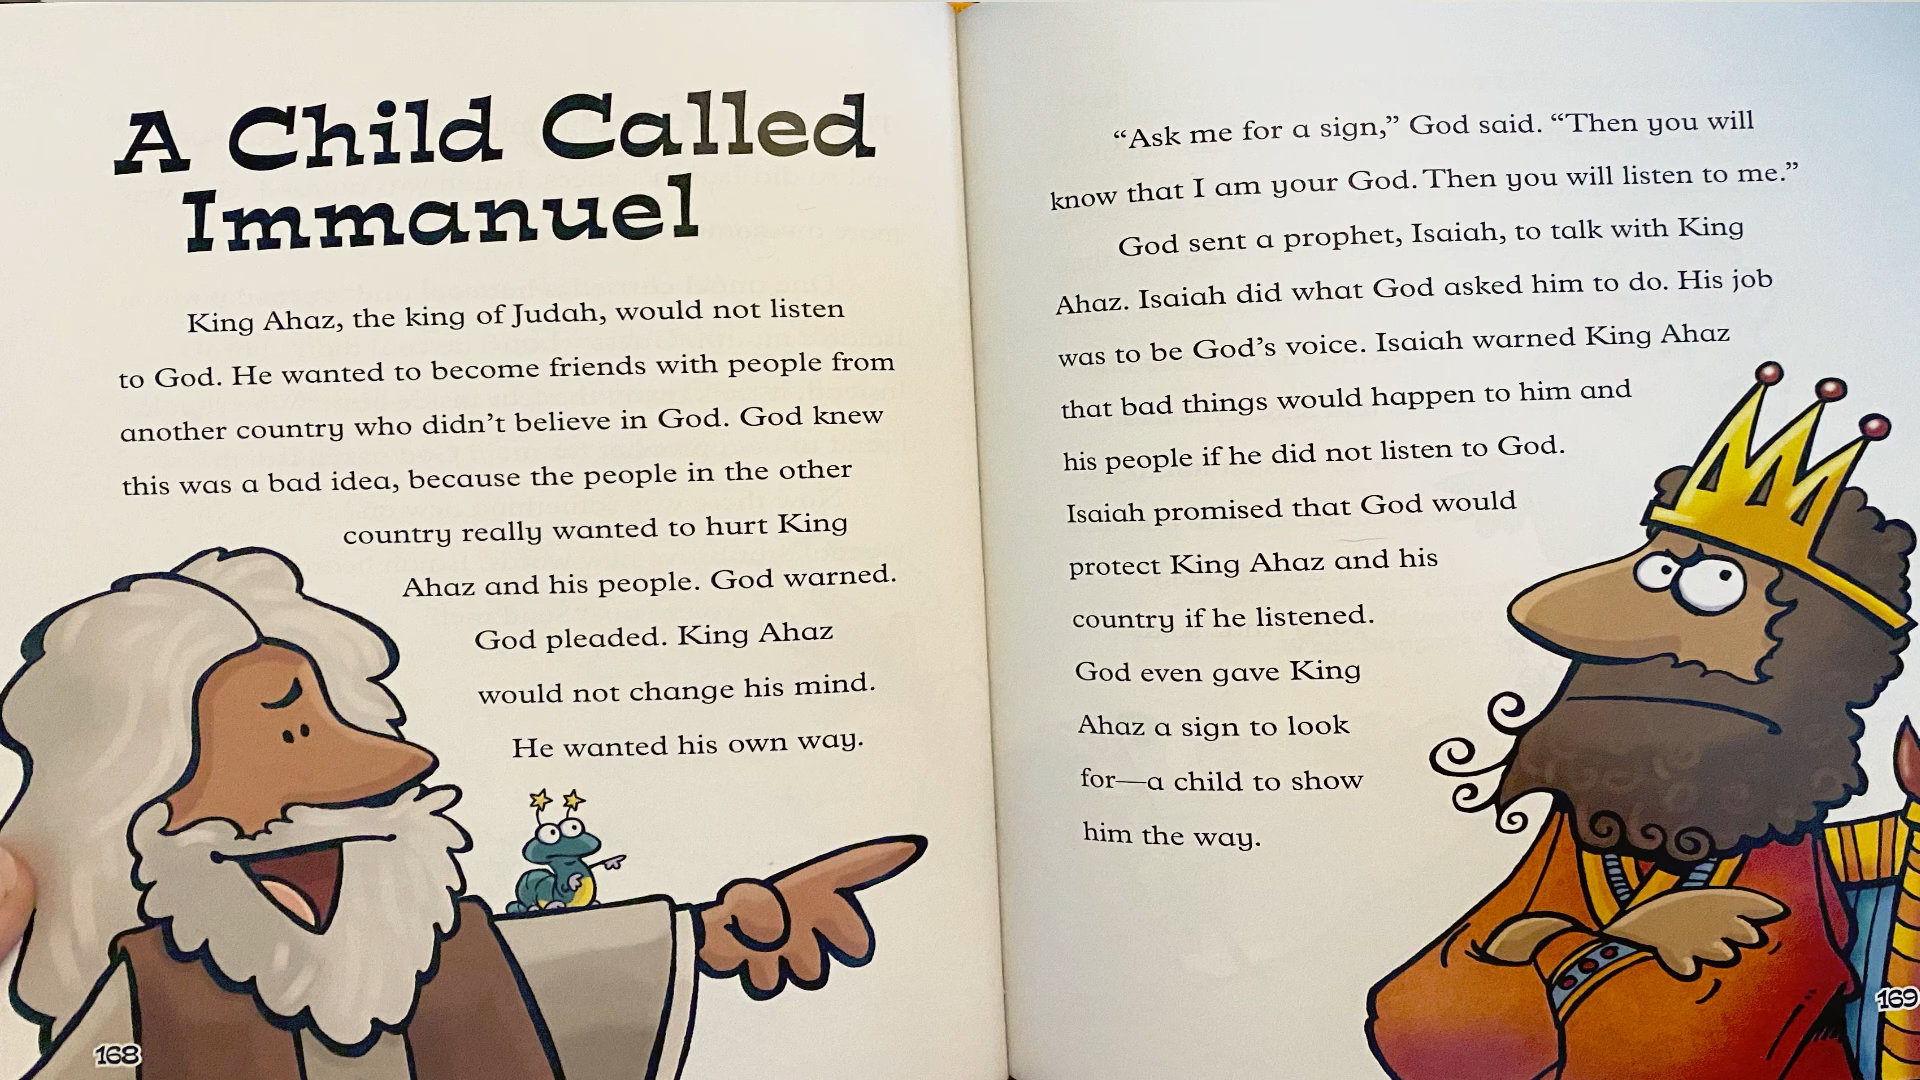 A Child Called
Immanuel
King Ahaz, the king of Judah, would not listen
to God. He wanted to become friends with people from
another country who didn’t believe in God. God knew
this was a bad idea, because the people in the other
country really wanted to hurt King
Ahaz and his people. God warned.
God pleaded. King Ahaz
would not change his mind.
He wanted his own way.
168
“Ask me for a sign,” God said. “Then you will
know that I am your God. Then you will listen to me.”
God sent a prophet, Isaiah, to talk with King
Ahaz. Isaiah did what God asked him to do. His job
was to be God’s voice. Isaiah warned King Ahaz
that bad things would happen to him and
his people if he did not listen to God.
Isaiah promised that God would
protect King Ahaz and his
country if he listened.
God even gave King
Ahaz a sign to look
for—a child to show
him the way.
169